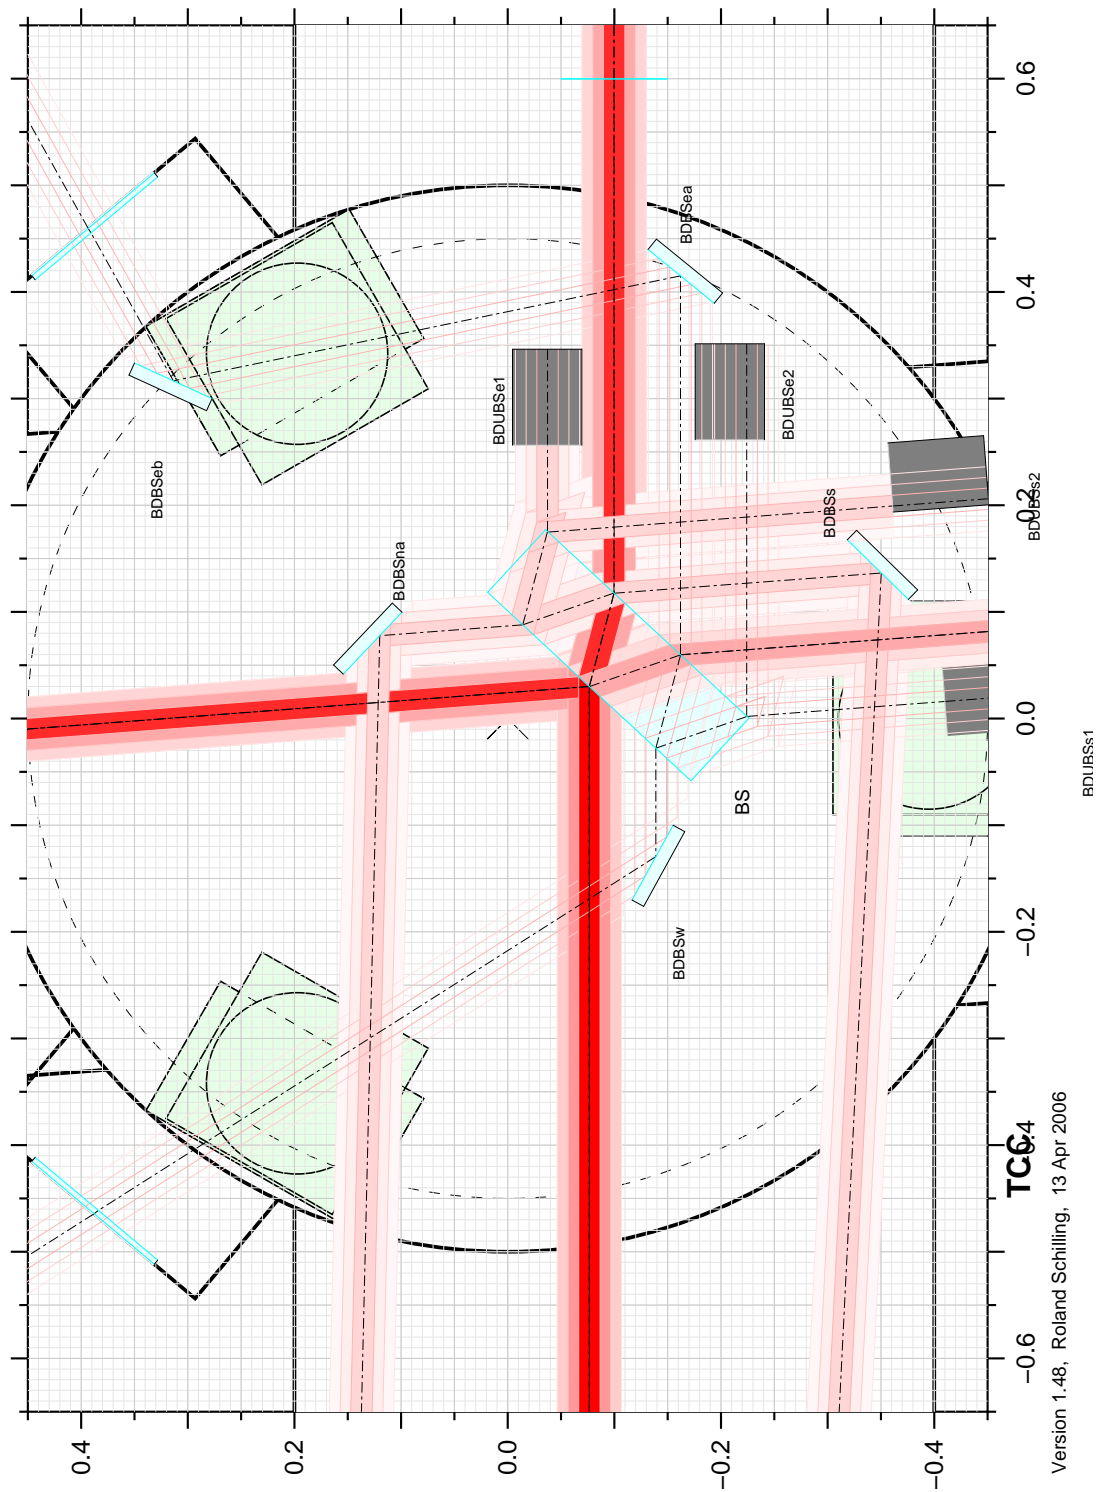 BDBSea
BDUBSe1
BDUBSe2
BDBSeb
BDBSs
BDUBSs2
BDBSna
BDUBSs1
BS
BDBSw
TCC
0.6
0.4
0.2
0.0
−0.2
−0.4
−0.6
0.4
0.2
0.0
−0.2
−0.4
Version 1.48, Roland Schilling, 13 Apr 2006